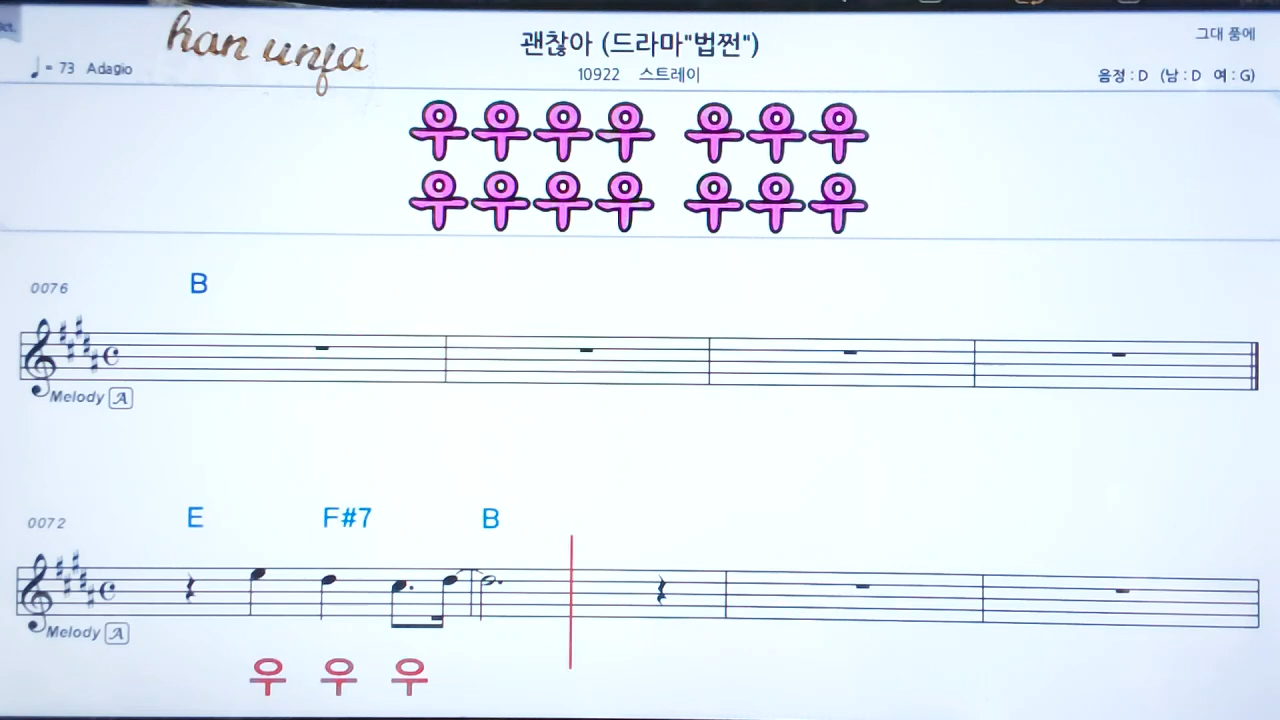 han unja
oct.
괜찮아 (드라마"법쩐")
그대 품에
♩= 73 Adagio
10922 스트레이
음정 : D (남 : D 여 : G)
우우우우 우우우
우우우우 우우우
0076
B
Melody A
0072
E F#7 B
Melody A
우 우 우